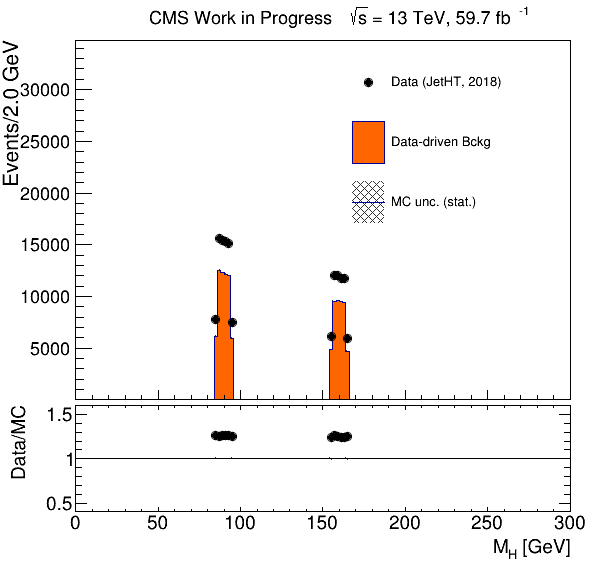 CMS Work in Progress √s = 13 TeV, 59.7 fb⁻¹
Events/2.0 GeV
30000
25000
20000
15000
10000
5000
Data (JetHT, 2018)
Data-driven Bckg
MC unc. (stat.)
Data/MC
1.5
1
0.5
0 50 100 150 200 250 300
M_H [GeV]